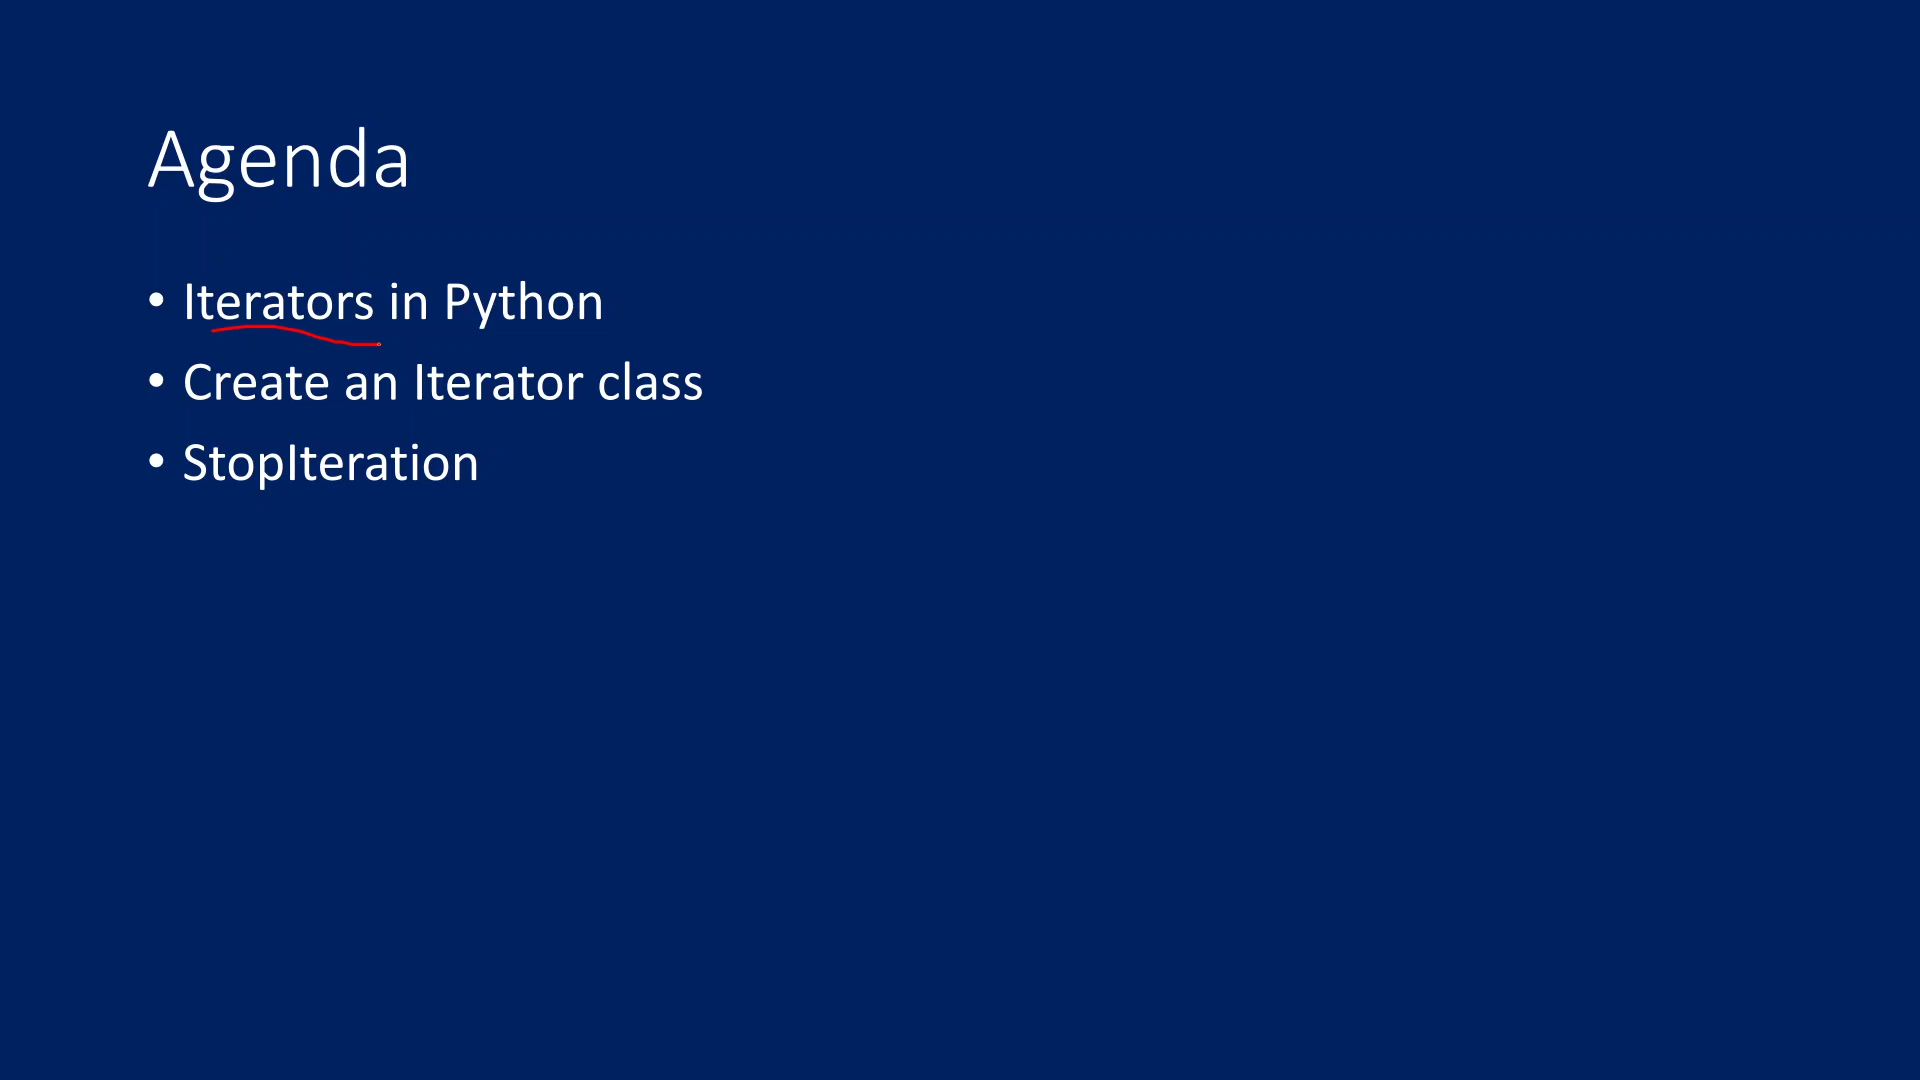 Agenda
• Iterators in Python
• Create an Iterator class
• StopIteration